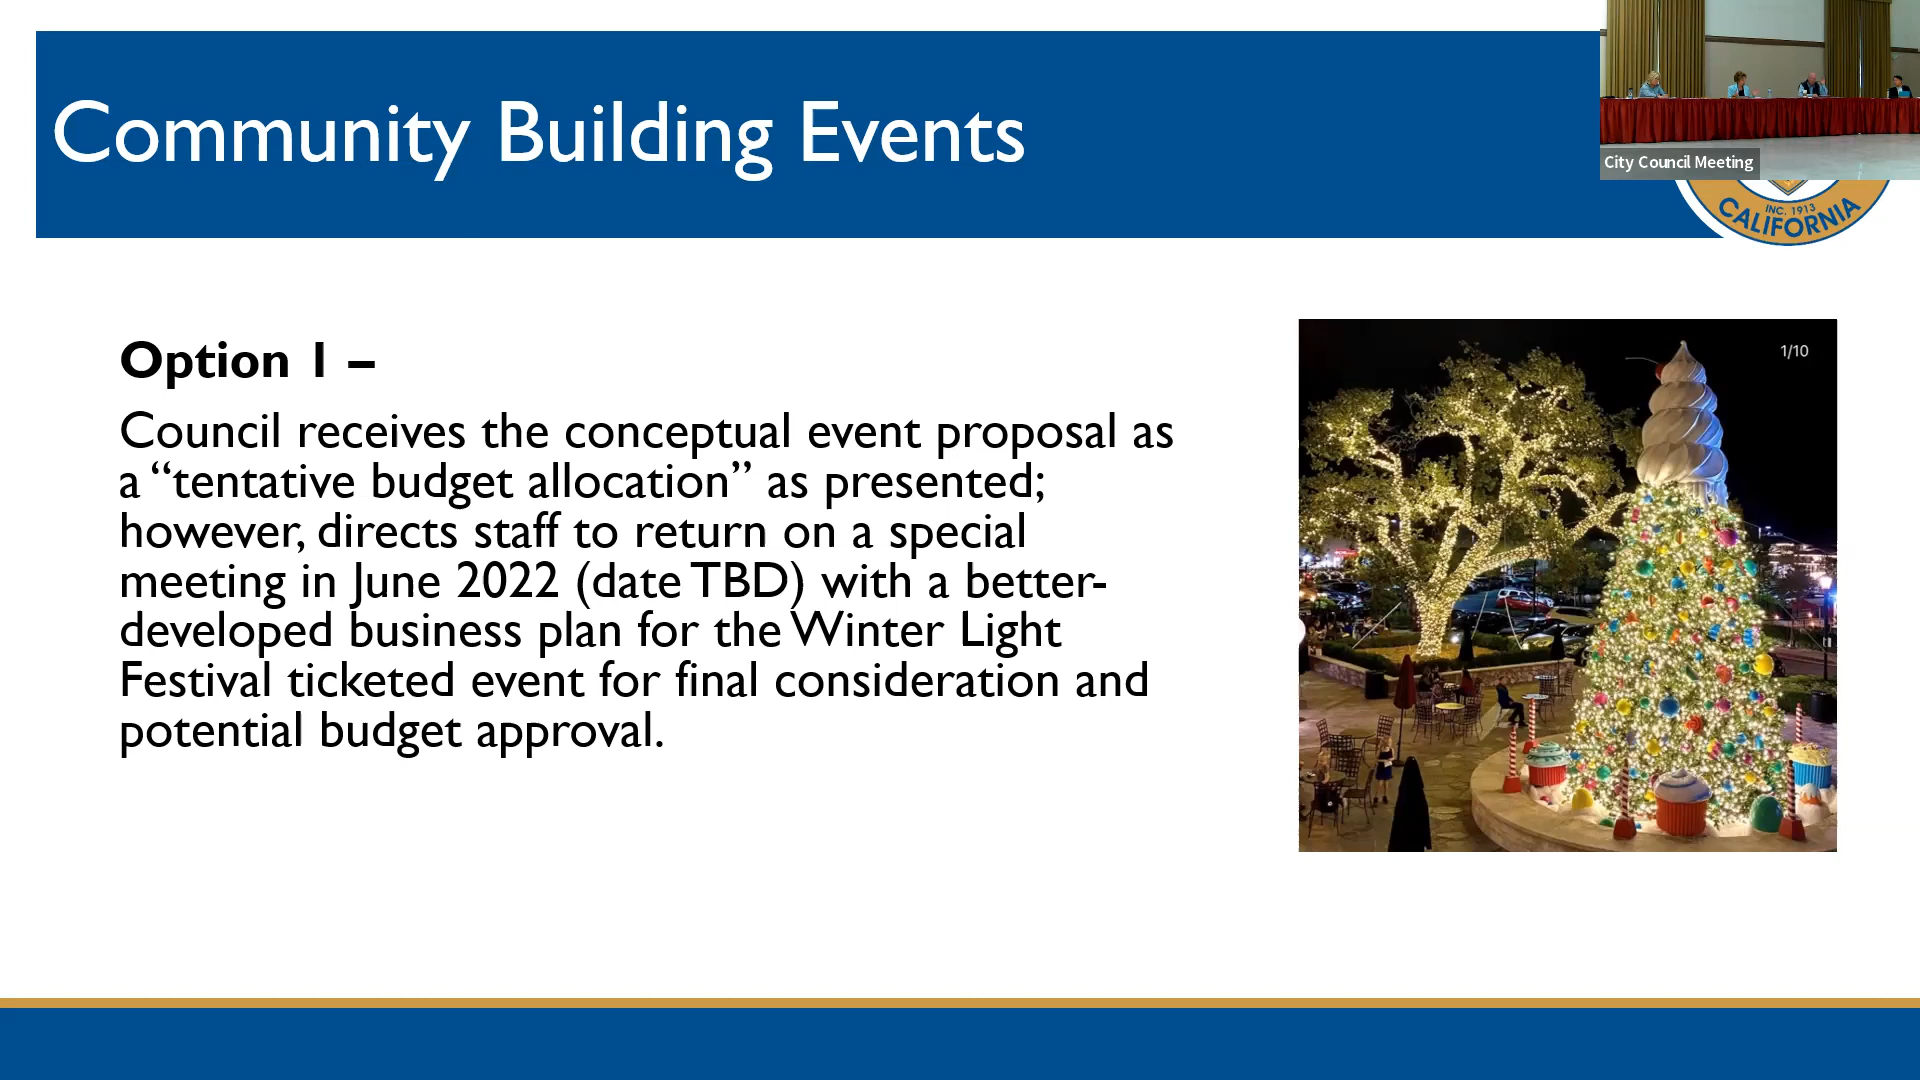 Community Building Events
City Council Meeting
INC. 1913
CALIFORNIA
Option 1 –
Council receives the conceptual event proposal as
a “tentative budget allocation” as presented;
however, directs staff to return on a special
meeting in June 2022 (date TBD) with a better-
developed business plan for the Winter Light
Festival ticketed event for final consideration and
potential budget approval.
1/10